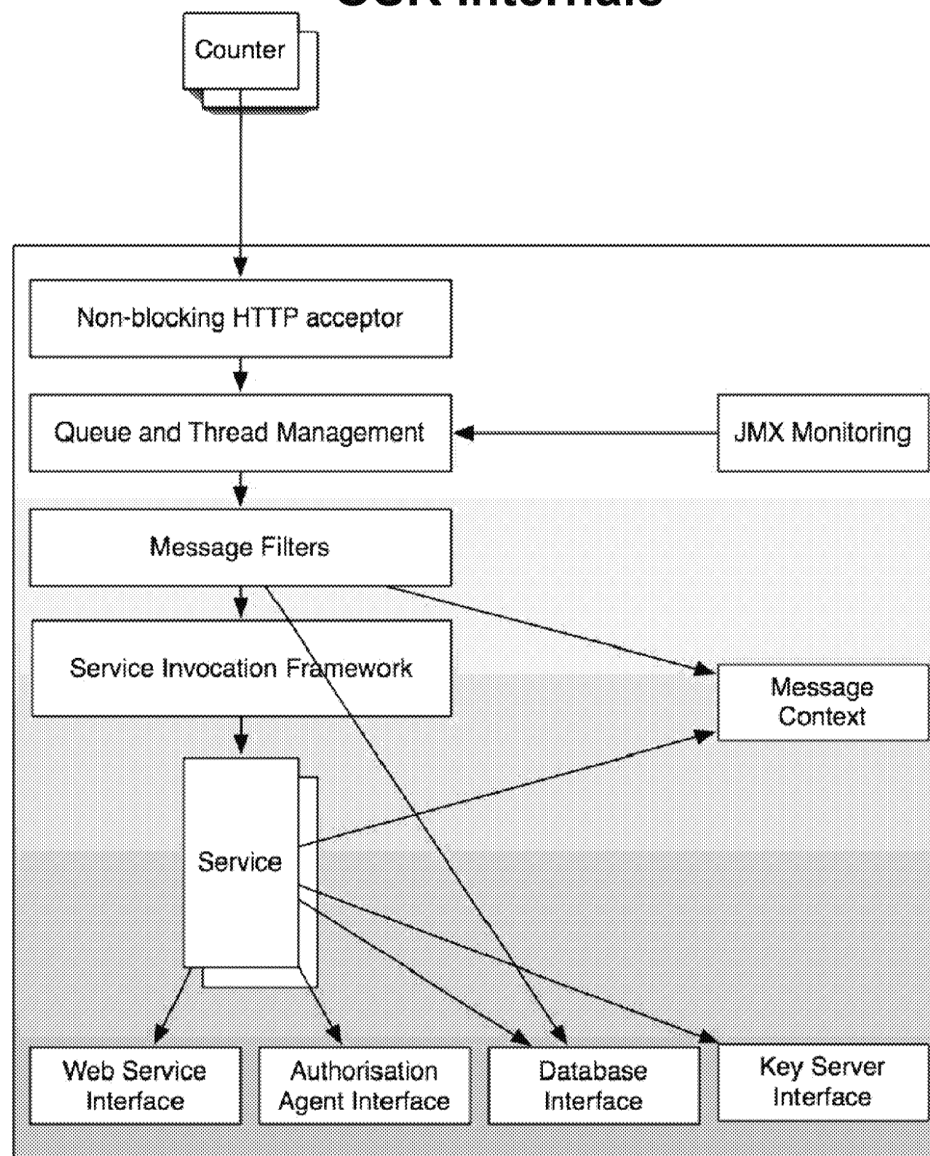 Counter
Non-blocking HTTP acceptor
Queue and Thread Management
JMX Monitoring
Message Filters
Service Invocation Framework
Message
Context
Service
Web Service
Interface
Authorisation
Agent Interface
Database
Interface
Key Server
Interface